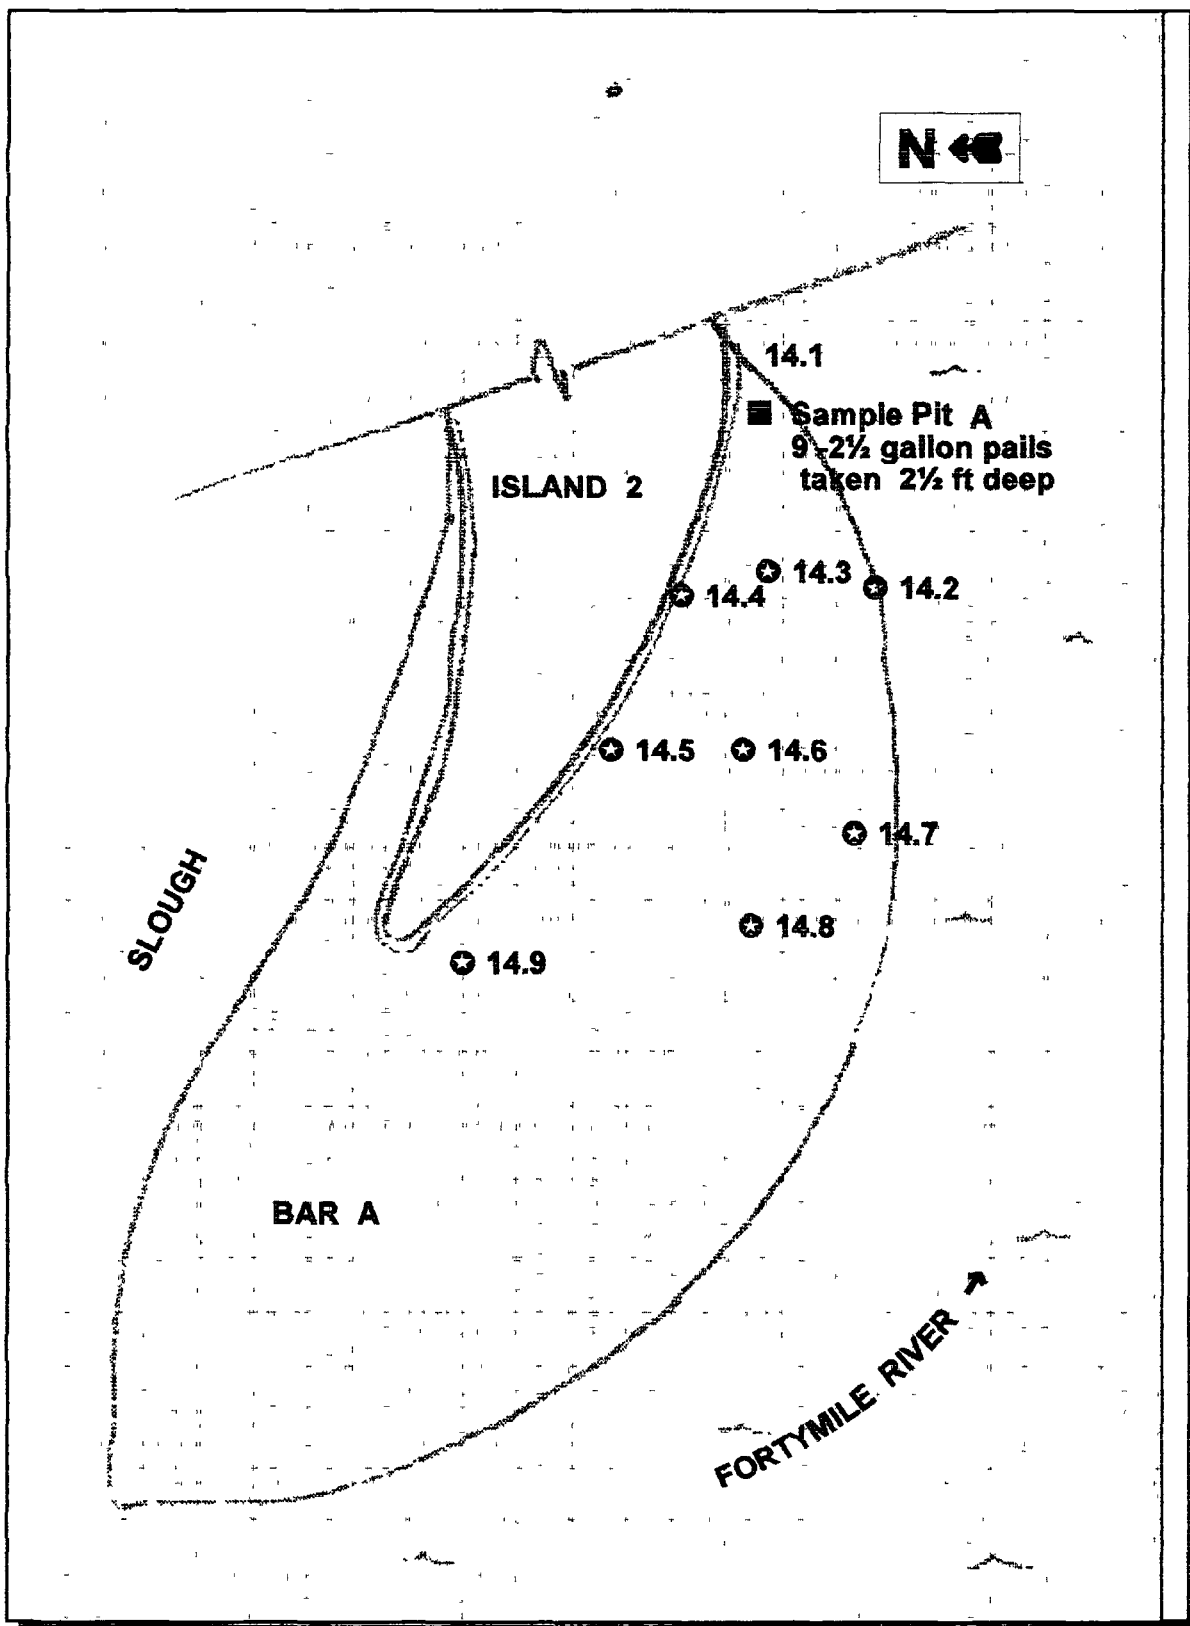 N
14.1
Sample Pit A
9 -2½ gallon pails
taken 2½ ft deep
ISLAND 2
14.3
14.2
14.4
14.5
14.6
14.7
SLOUGH
14.8
14.9
BAR A
FORTYMILE RIVER